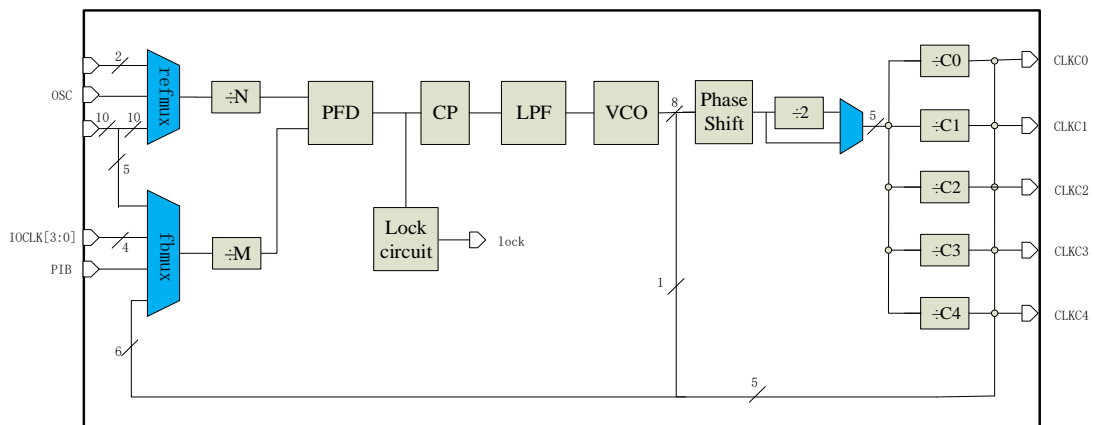 2
OSC
10
10
refmux
÷N
5
IOCLK[3:0]
4
PIB
fbmux
÷M
6
PFD
CP
LPF
VCO
8
Phase
Shift
÷2
5
Lock
circuit
lock
1
5
÷C0
÷C1
÷C2
÷C3
÷C4
CLKC0
CLKC1
CLKC2
CLKC3
CLKC4